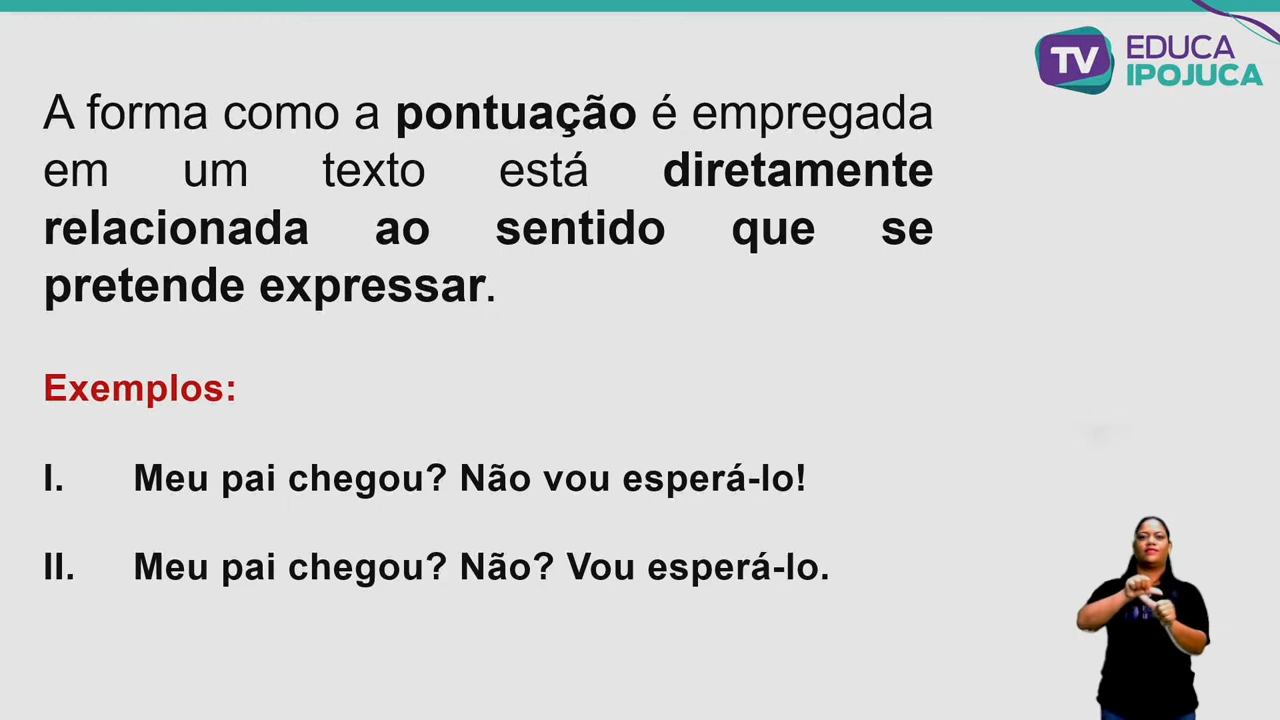 TV EDUCA
IPOJUCA
A forma como a pontuação é empregada
em um texto está diretamente
relacionada ao sentido que se
pretende expressar.
Exemplos:
I. Meu pai chegou? Não vou esperá-lo!
II. Meu pai chegou? Não? Vou esperá-lo.